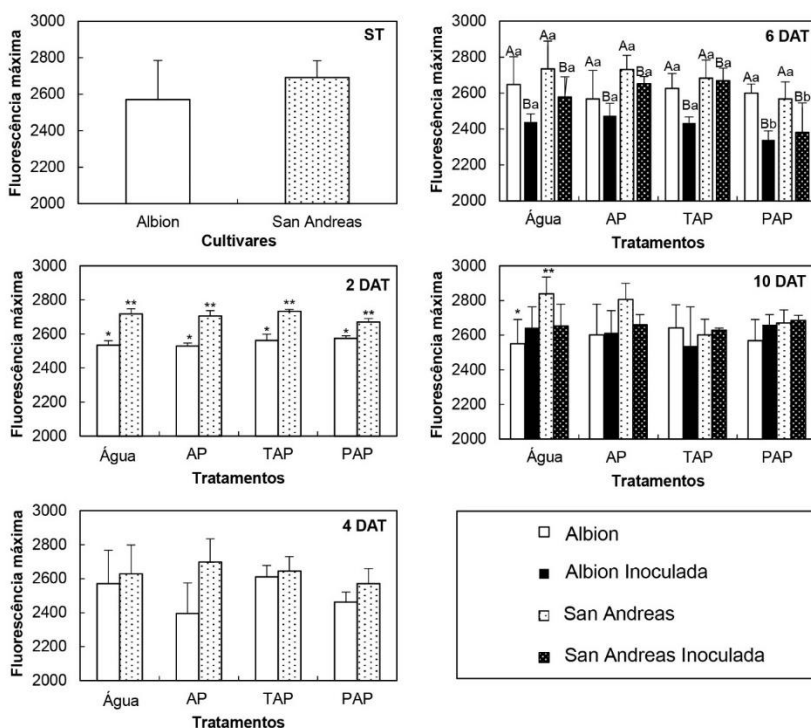 Fluorescência máxima
3000
2800
2600
2400
2200
2000
ST
Albion San Andreas
Cultivares
Fluorescência máxima
3000
2800
2600
2400
2200
2000
6 DAT
Aa Ba Aa Ba Aa Ba Aa Ba Aa Ba Aa Ba Aa Bb Aa Bb
Água AP TAP PAP
Tratamentos
Fluorescência máxima
3000
2800
2600
2400
2200
2000
2 DAT
* ** * ** * ** * **
Água AP TAP PAP
Tratamentos
Fluorescência máxima
3000
2800
2600
2400
2200
2000
10 DAT
* **
Água AP TAP PAP
Tratamentos
Fluorescência máxima
3000
2800
2600
2400
2200
2000
4 DAT
Água AP TAP PAP
Tratamentos
Albion
Albion Inoculada
San Andreas
San Andreas Inoculada